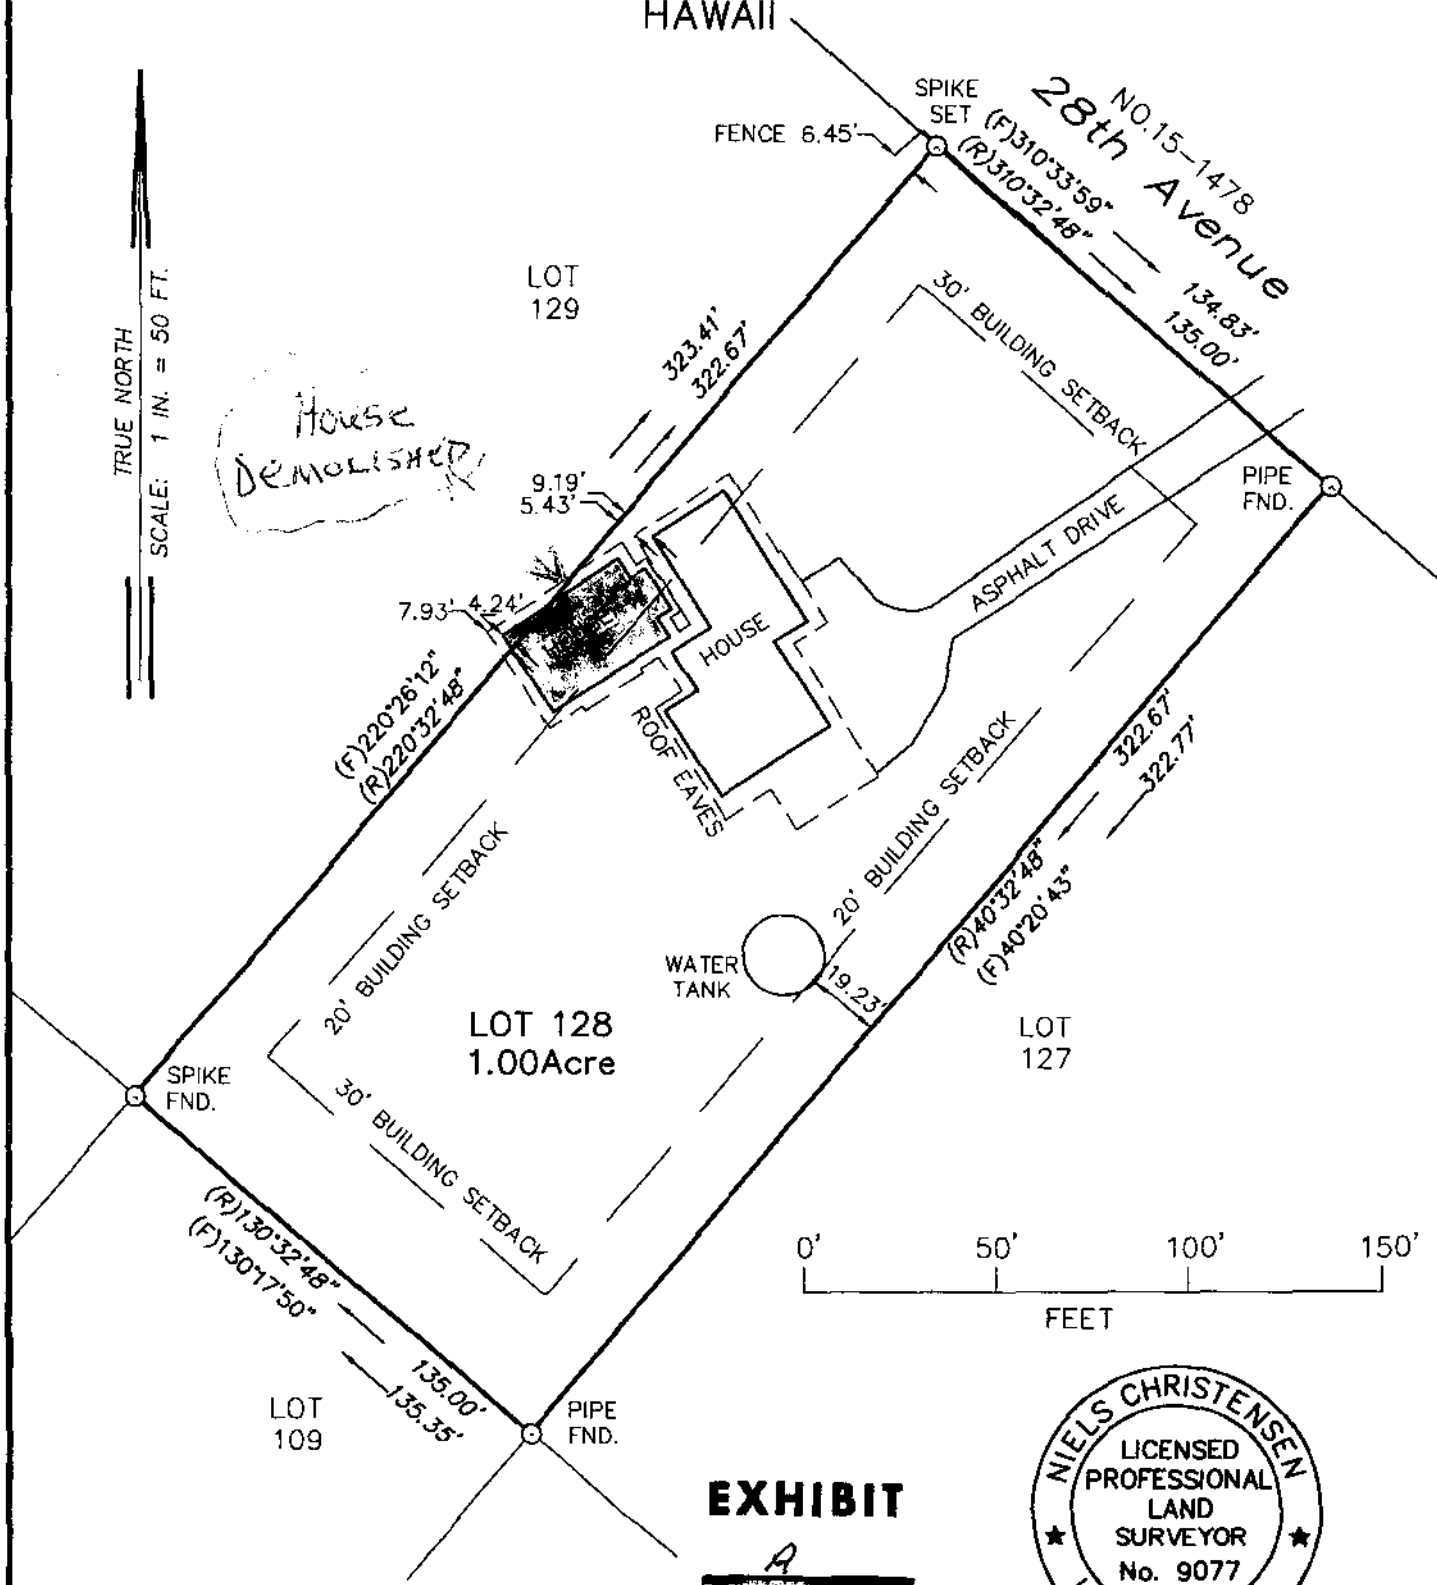 HAWAII
SPIKE
SET
FENCE 6.45'
NO.15-1478
28th Avenue
(F)310°33'59"
(R)310°32'48"
134.83'
135.00'
LOT
129
30' BUILDING SETBACK
323.41'
322.67'
TRUE NORTH
SCALE: 1 IN. = 50 FT.
House
DEMOLISHED
9.19'
5.43'
PIPE
FND.
ASPHALT DRIVE
7.93'
4.24'
HOUSE
(F)220°26'12"
(R)220°32'48"
ROOF EAVES
322.67'
322.77'
20' BUILDING SETBACK
20' BUILDING SETBACK
(R)40°32'48"
(F)40°20'43"
WATER
TANK
19.23'
LOT 128
1.00Acre
LOT
127
SPIKE
FND.
30' BUILDING SETBACK
(R)130°32'48"
(F)130°17'50"
135.00'
135.35'
0' 50' 100' 150'
FEET
LOT
109
PIPE
FND.
EXHIBIT
A
NIELS CHRISTENSEN
LICENSED
PROFESSIONAL
LAND
SURVEYOR
No. 9077